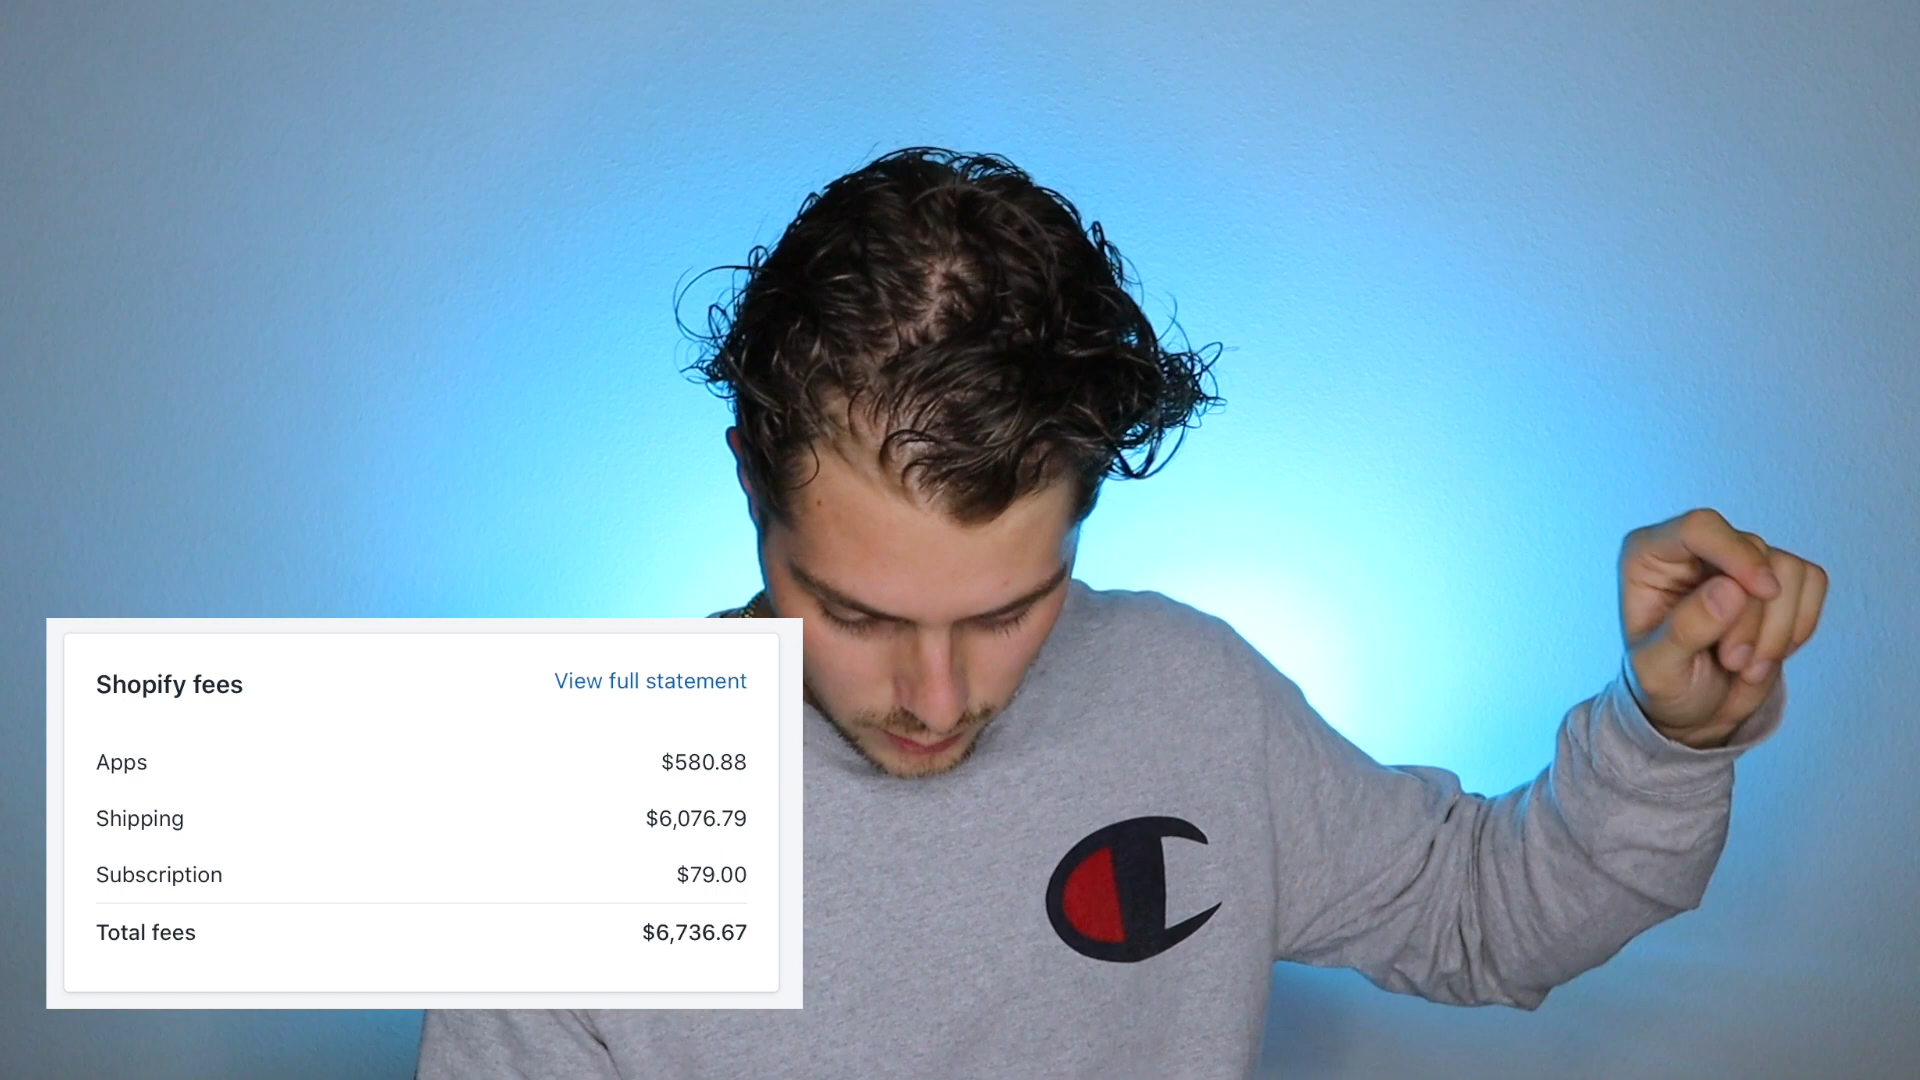 Shopify fees View full statement
Apps $580.88
Shipping $6,076.79
Subscription $79.00
Total fees $6,736.67